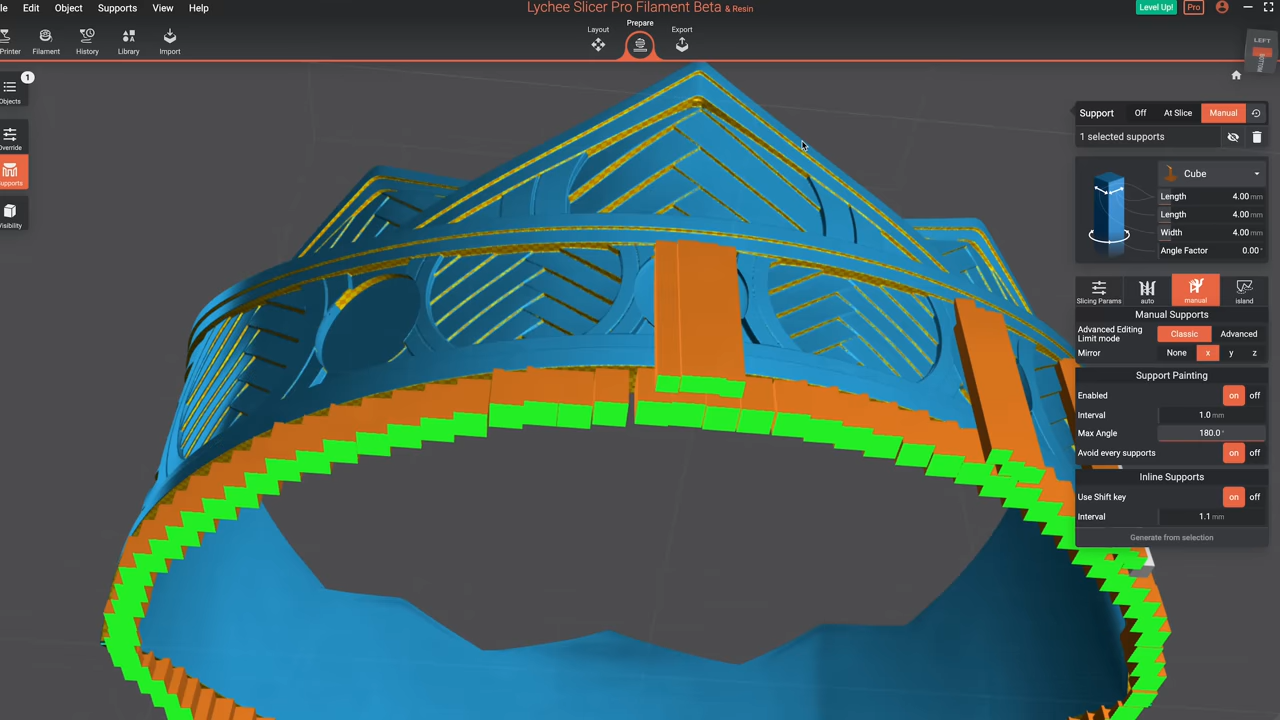 Lychee Slicer Pro Filament Beta & Resin
Level Up!
Pro
Edit Object Supports View Help
Printer Filament History Library Import
Layout Prepare Export
LEFT
BOTTOM
1
Objects
Override
Supports
Visibility
Support Off At Slice Manual
1 selected supports
Cube
Length 4.00 mm
Length 4.00 mm
Width 4.00 mm
Angle Factor 0.00 °
Slicing Params auto manual island
Manual Supports
Advanced Editing
Limit mode Classic Advanced
Mirror None x y z
Support Painting
Enabled on off
Interval 1.0 mm
Max Angle 180.0 °
Avoid every supports on off
Inline Supports
Use Shift key on off
Interval 1.1 mm
Generate from selection